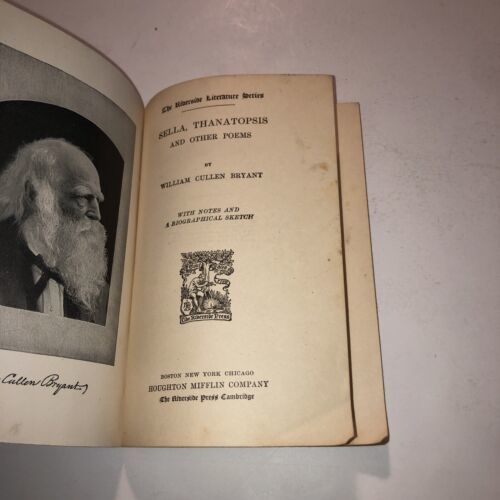 Cullen Bryant
The Riverside Literature Series
SELLA, THANATOPSIS
AND OTHER POEMS
BY
WILLIAM CULLEN BRYANT
WITH NOTES AND
A BIOGRAPHICAL SKETCH
The Riverside Press
BOSTON NEW YORK CHICAGO
HOUGHTON MIFFLIN COMPANY
The Riverside Press Cambridge